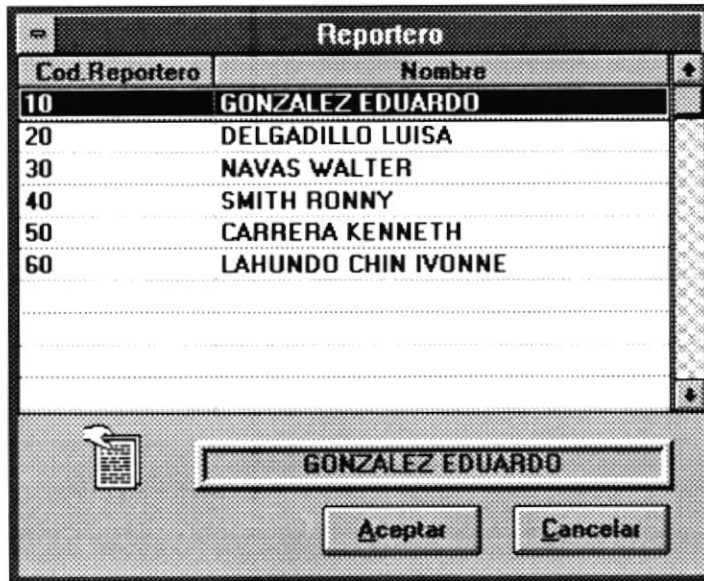 Reportero
Cod.Reportero Nombre
10 GONZALEZ EDUARDO
20 DELGADILLO LUISA
30 NAVAS WALTER
40 SMITH RONNY
50 CARRERA KENNETH
60 LAHUNDO CHIN IVONNE
GONZALEZ EDUARDO
Aceptar Cancelar